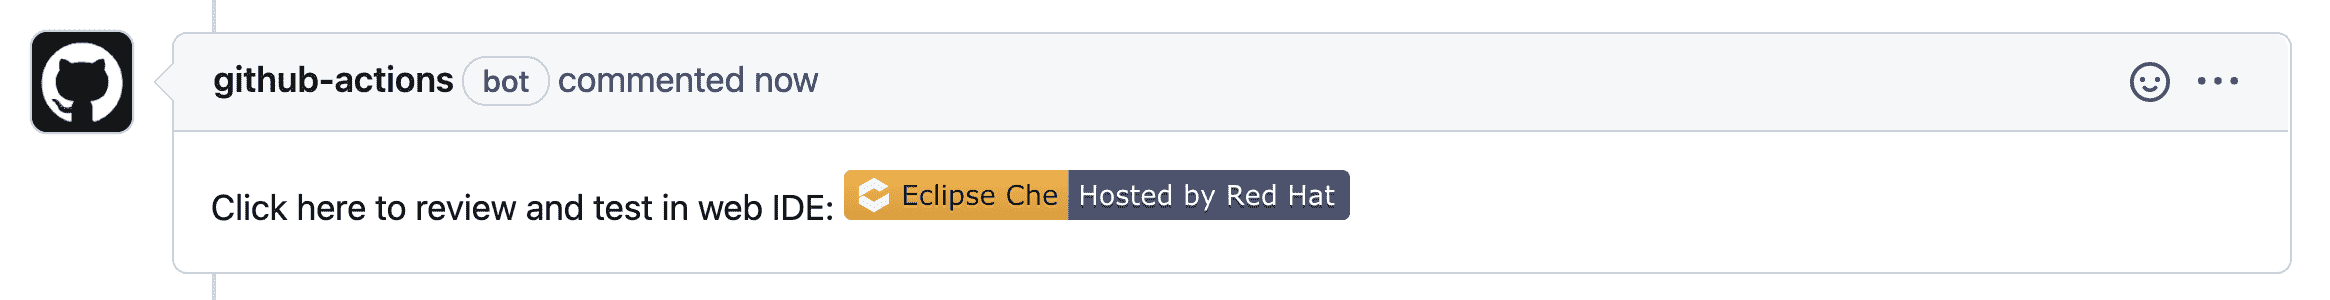 github-actions bot commented now
Click here to review and test in web IDE: Eclipse Che Hosted by Red Hat